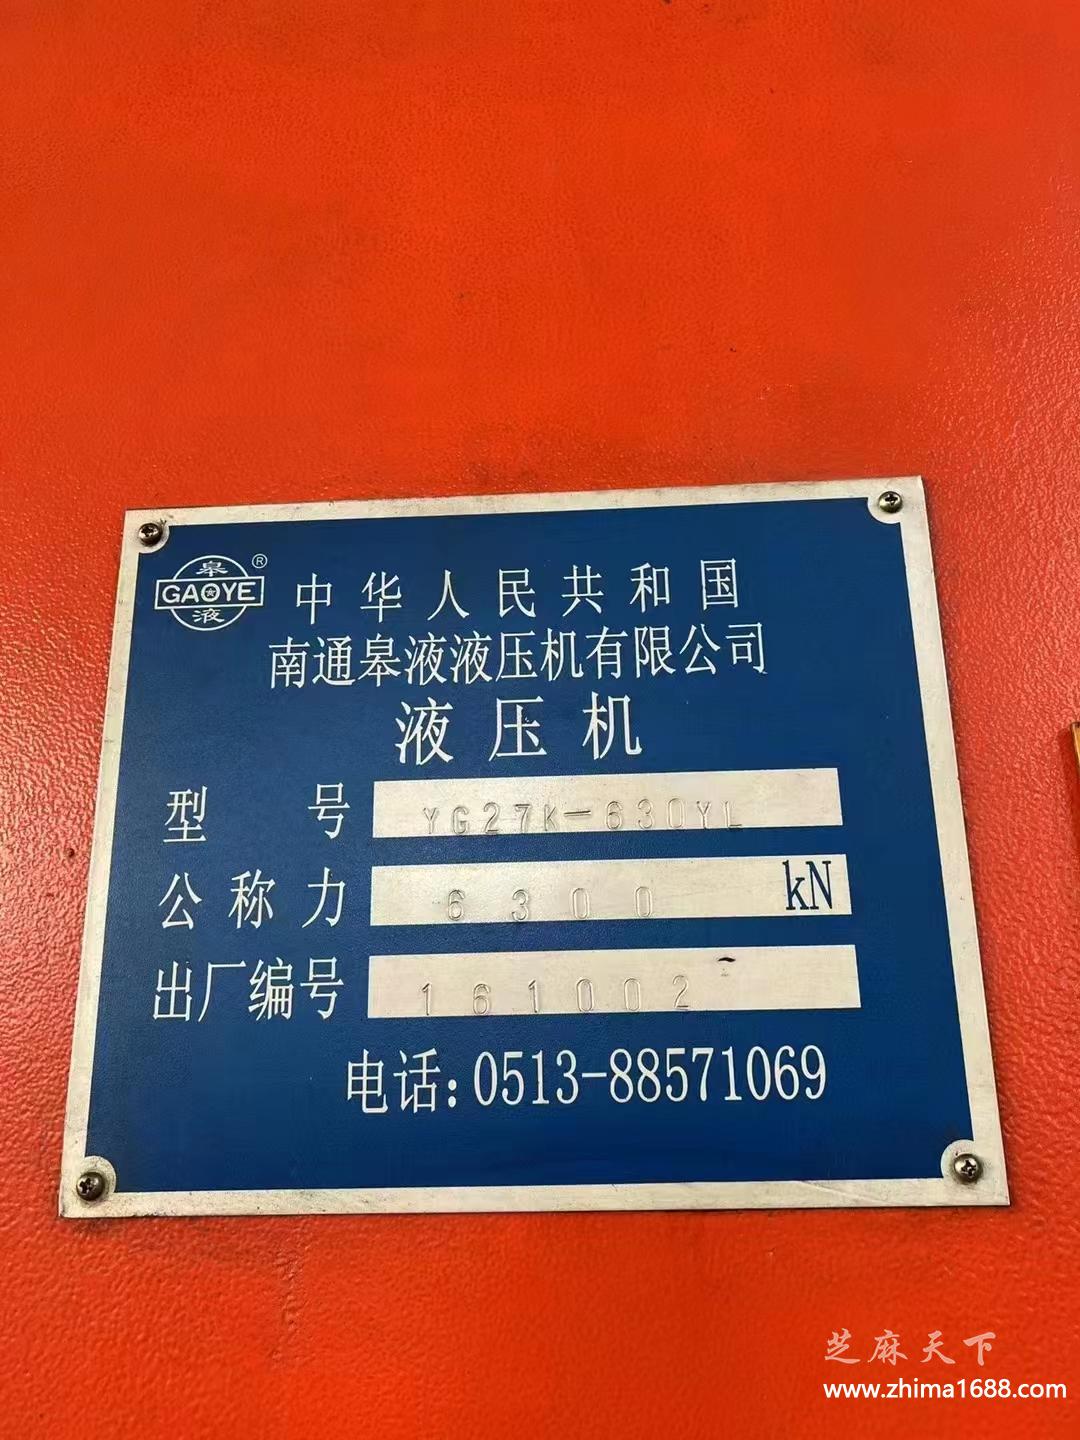 皋
GAOYE
液
®
中华人民共和国
南通皋液液压机有限公司
液压机
型号 YG27K-630YL
公称力 6300 kN
出厂编号 161002
电话：0513-88571069
芝麻天下
www.zhima1688.com